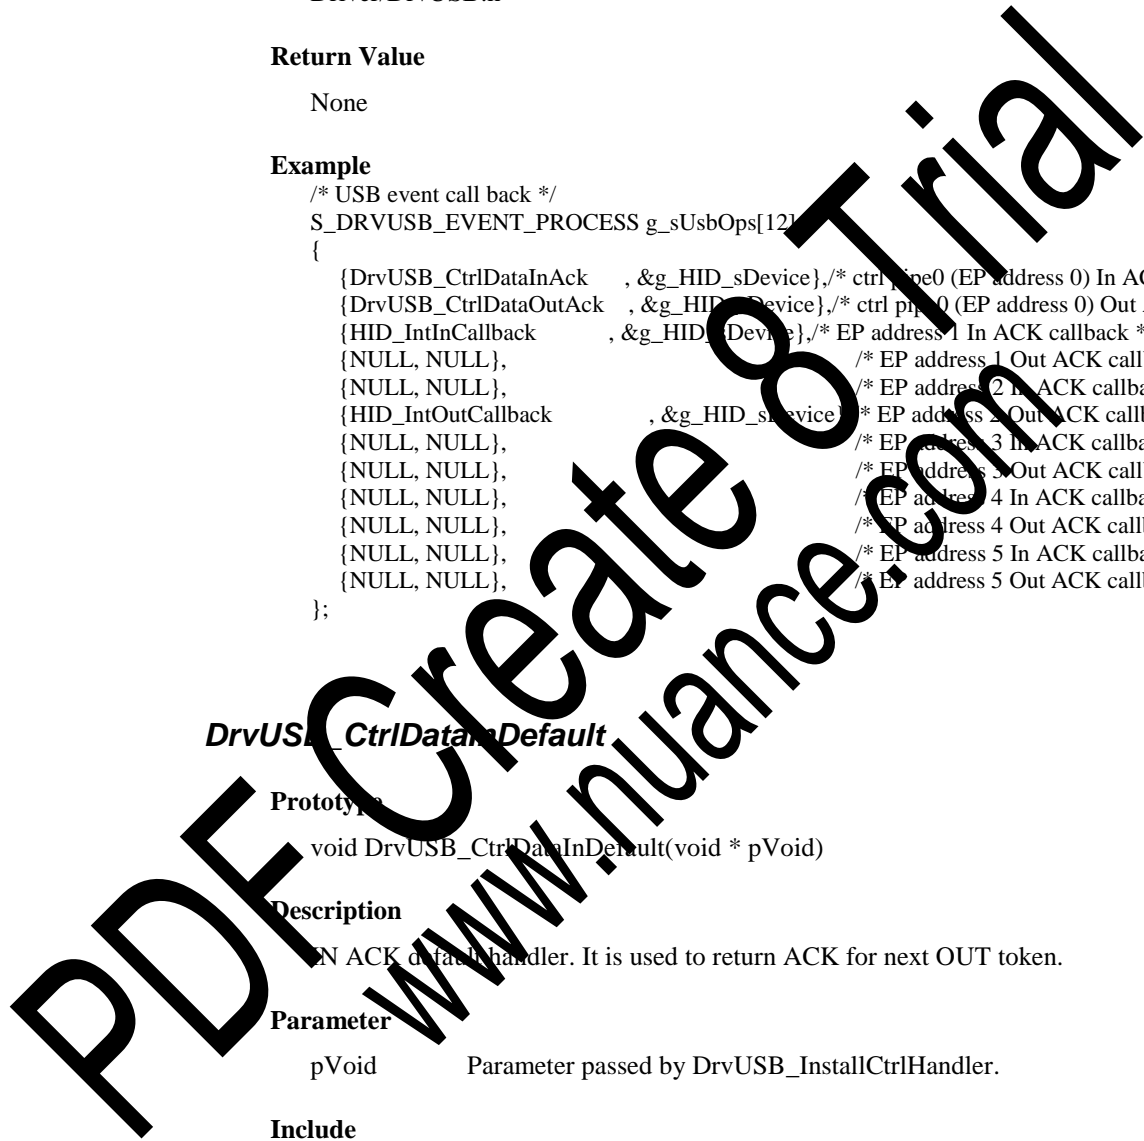 Return Value
None
Example
/* USB event call back */
S_DRVUSB_EVENT_PROCESS g_sUsbOps[12]
{
{DrvUSB_CtrlDataInAck , &g_HID_sDevice},/* ctrl pipe0 (EP address 0) In AC
{DrvUSB_CtrlDataOutAck , &g_HID_sDevice},/* ctrl pipe0 (EP address 0) Out
{HID_IntInCallback , &g_HID_sDevice},/* EP address 1 In ACK callback *
{NULL, NULL}, /* EP address 1 Out ACK call
{NULL, NULL}, /* EP address 2 In ACK callba
{HID_IntOutCallback , &g_HID_sDevice} /* EP address 2 Out ACK call
{NULL, NULL}, /* EP address 3 In ACK callba
{NULL, NULL}, /* EP address 3 Out ACK call
{NULL, NULL}, /* EP address 4 In ACK callba
{NULL, NULL}, /* EP address 4 Out ACK call
{NULL, NULL}, /* EP address 5 In ACK callba
{NULL, NULL}, /* EP address 5 Out ACK call
};
DrvUSB_CtrlDataInDefault
Prototype
void DrvUSB_CtrlDataInDefault(void * pVoid)
Description
IN ACK default handler. It is used to return ACK for next OUT token.
Parameter
pVoid Parameter passed by DrvUSB_InstallCtrlHandler.
Include
PDF Create 8 Trial
www.nuance.com